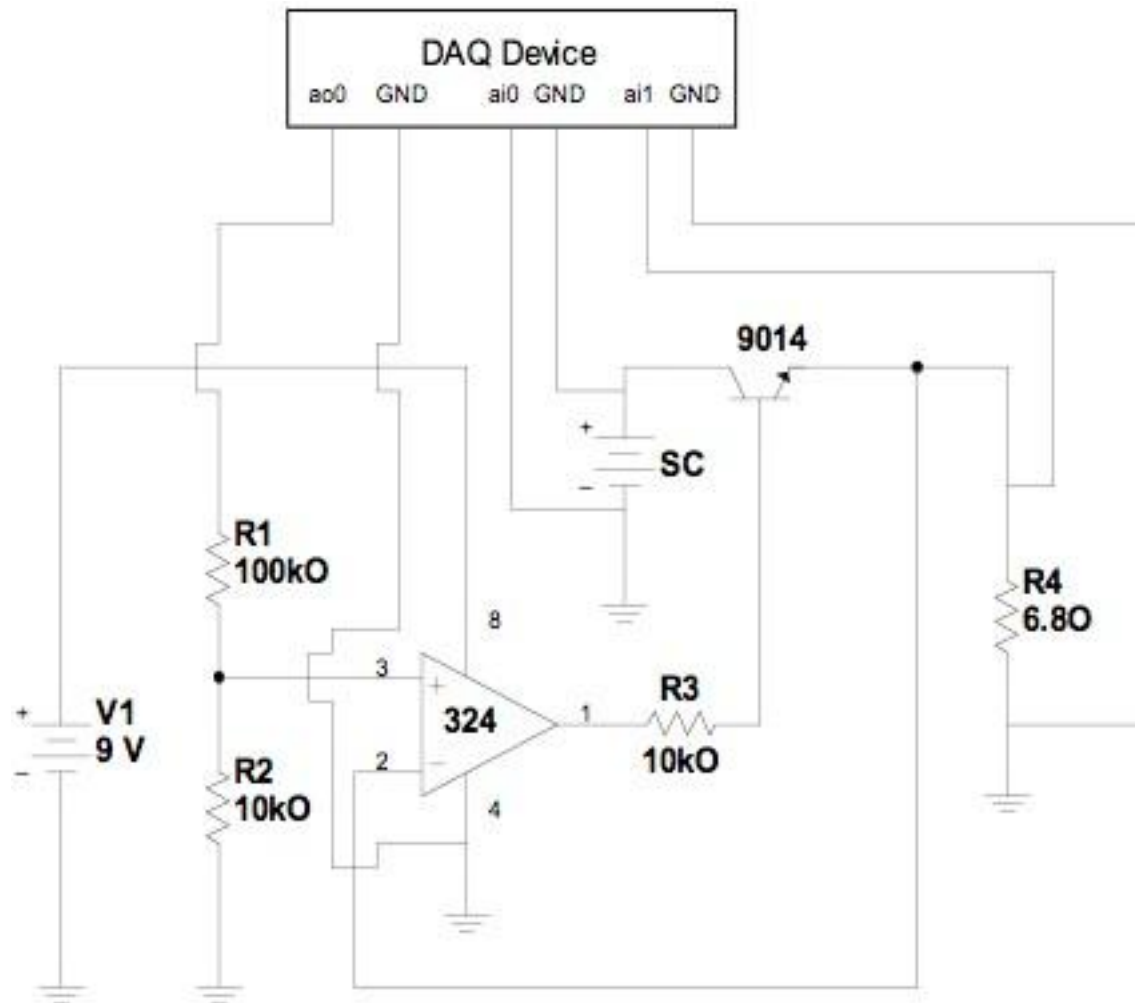 DAQ Device
ao0 GND ai0 GND ai1 GND
9014
+
SC
−
R1
100kO
8
R4
6.8O
3
+
324
1
R3
10kO
+
V1
9 V
−
2
−
R2
10kO
4